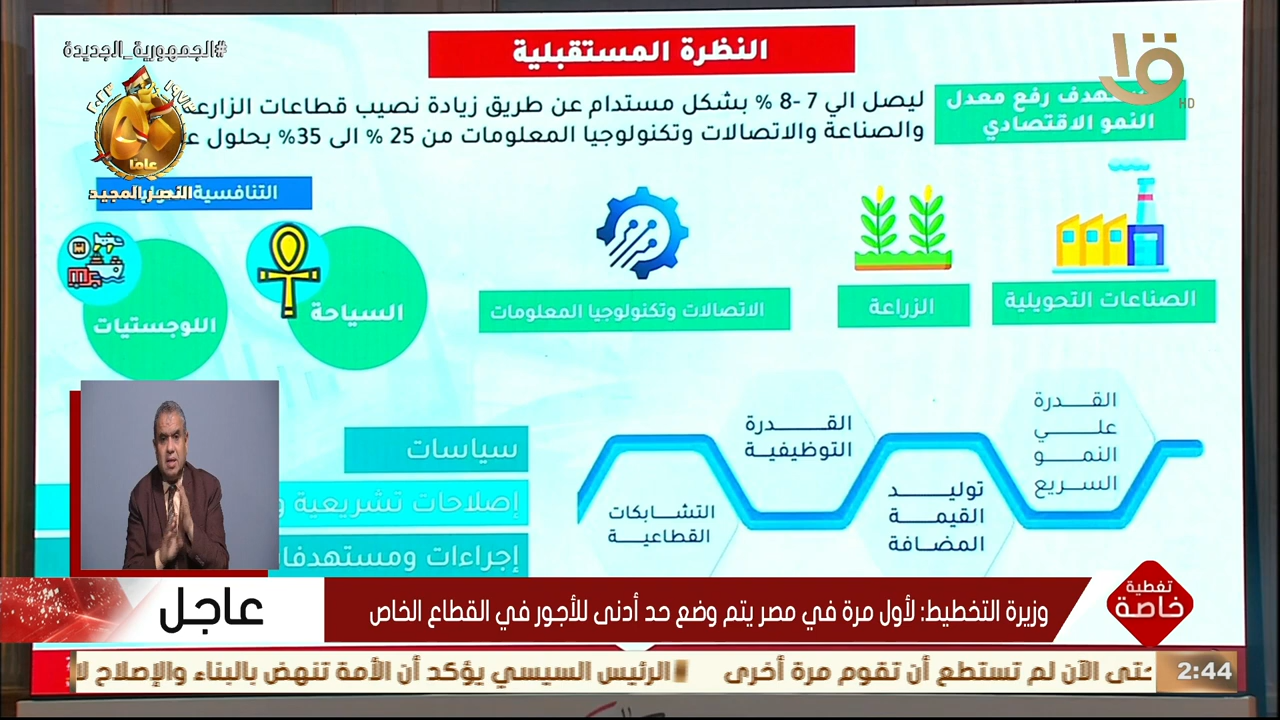 #الجمهورية_الجديدة
النظرة المستقبلية
HD
رفع معدل
النمو الاقتصادي
ليصل الي 7 -8 % بشكل مستدام عن طريق زيادة نصيب قطاعات
والصناعة والاتصالات وتكنولوجيا المعلومات من 25 % الى 35% بحلول
عاما
النصر المجيد
التنافسية
الصناعات التحويلية
الزراعة
الاتصالات وتكنولوجيا المعلومات
السياحة
اللوجستيات
القدرة
علي
النمو
السريع
توليد
القيمة
المضافة
القدرة
التوظيفية
التشابكات
القطاعية
سياسات
إصلاحات تشريعية
إجراءات
تغطية
خاصة
وزيرة التخطيط: لأول مرة في مصر يتم وضع حد أدنى للأجور في القطاع الخاص
عاجل
2:44
الآن لم تستطع أن تقوم مرة أخرى
الرئيس السيسي يؤكد أن الأمة تنهض بالبناء والإصلاح